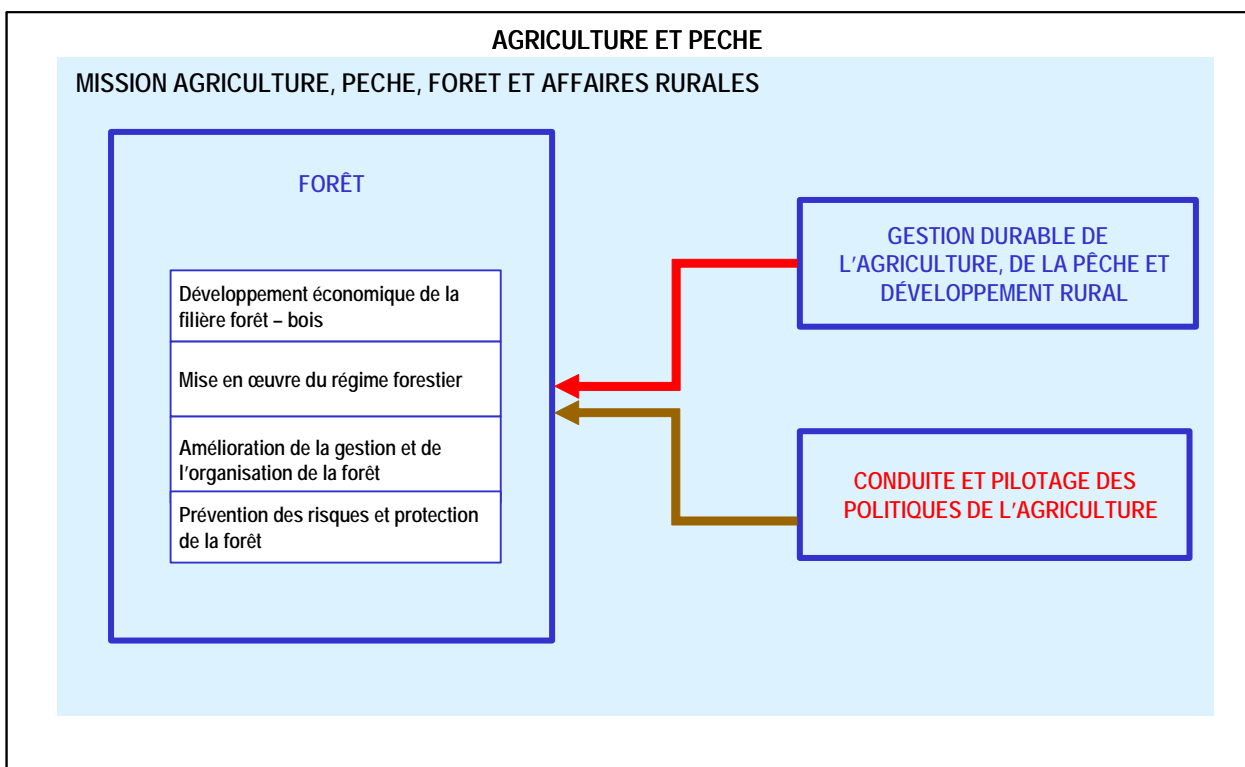 AGRICULTURE ET PECHE
MISSION AGRICULTURE, PECHE, FORET ET AFFAIRES RURALES
FORÊT
Développement économique de la
filière forêt – bois
Mise en œuvre du régime forestier
Amélioration de la gestion et de
l'organisation de la forêt
Prévention des risques et protection
de la forêt
GESTION DURABLE DE
L'AGRICULTURE, DE LA PÊCHE ET
DÉVELOPPEMENT RURAL
CONDUITE ET PILOTAGE DES
POLITIQUES DE L'AGRICULTURE